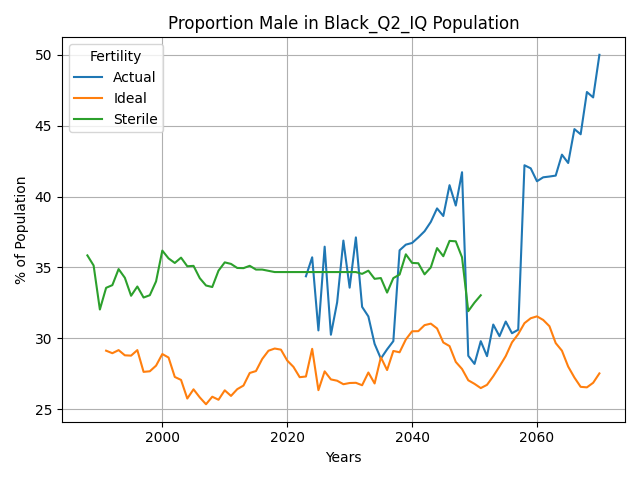 Proportion Male in Black_Q2_IQ Population
Fertility
Actual
Ideal
Sterile
% of Population
50
45
40
35
30
25
2000
2020
2040
2060
Years